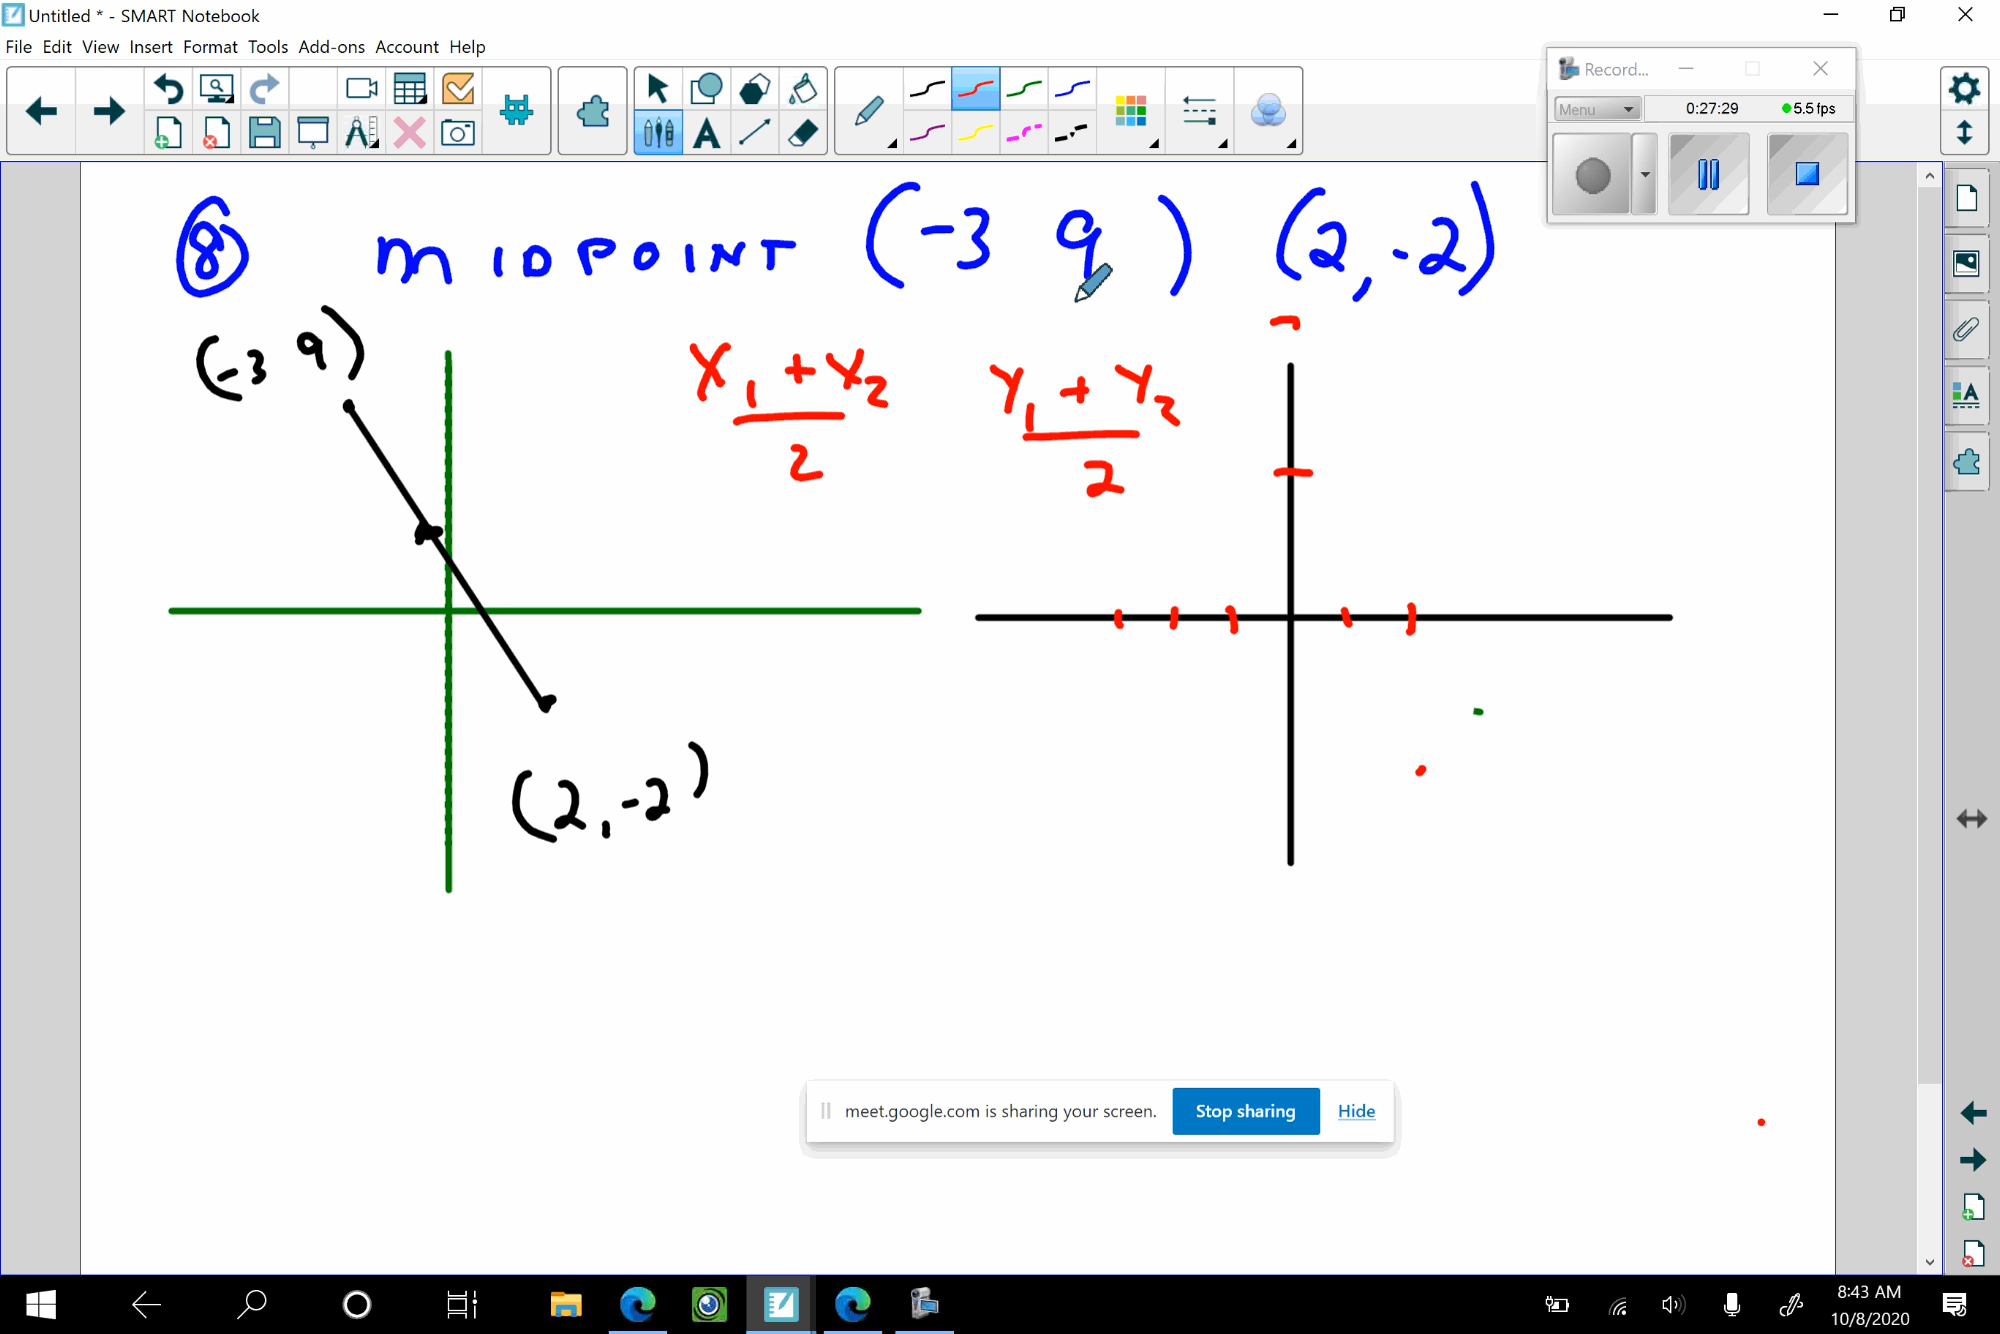 Untitled * - SMART Notebook
File Edit View Insert Format Tools Add-ons Account Help
Record...
Menu 0:27:29 5.5 fps
8 MIDPOINT (-3 9) (2, -2)
(-3 9)
X1 + X2
2
Y1 + Y2
2
(2, -2)
meet.google.com is sharing your screen. Stop sharing Hide
8:43 AM
10/8/2020